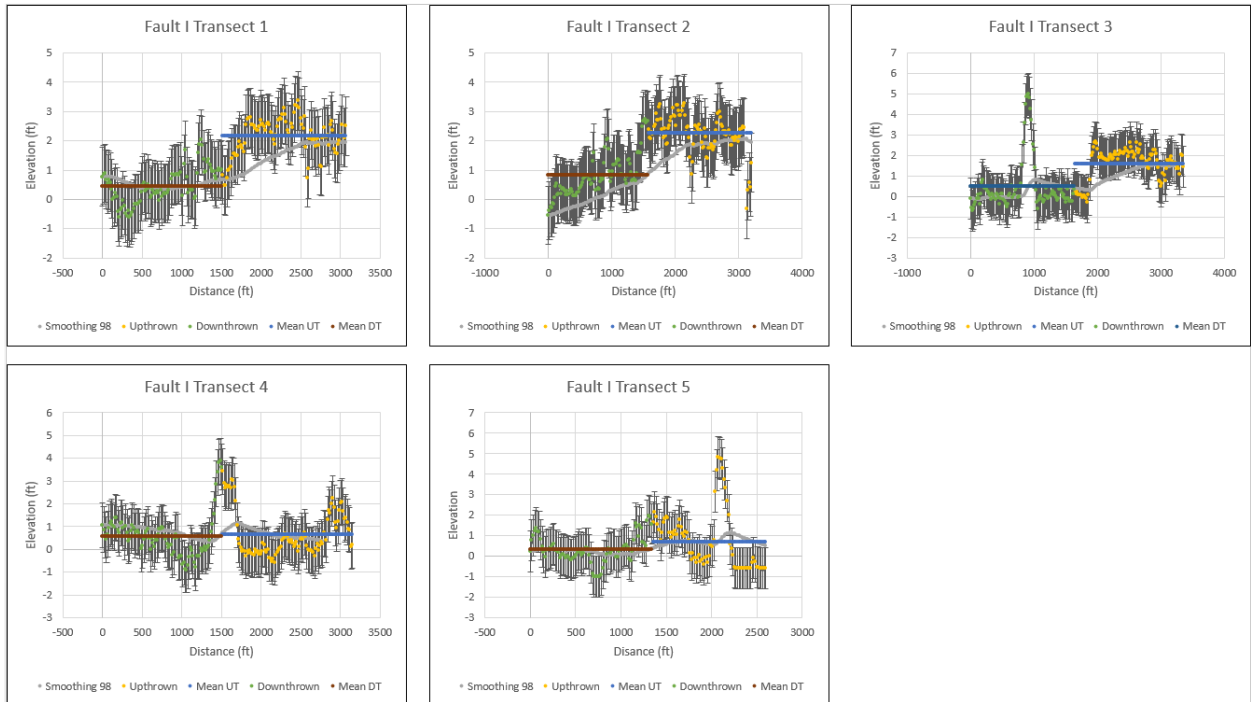 Fault I Transect 1
5
4
3
2
1
0
-1
-2
Elevation (ft)
-500 0 500 1000 1500 2000 2500 3000 3500
Distance (ft)
Smoothing 98 Upthrown Downthrown Mean UT Mean DT
Fault I Transect 2
5
4
3
2
1
0
-1
-2
Elevation (ft)
-1000 0 1000 2000 3000 4000
Distance (ft)
Smoothing 98 Upthrown Downthrown Mean UT Mean DT
Fault I Transect 3
7
6
5
4
3
2
1
0
-1
-2
-3
Elevation (ft)
-1000 0 1000 2000 3000 4000
Distance (ft)
Smoothing 98 Upthrown Mean UT Downthrown Mean DT
Fault I Transect 4
6
5
4
3
2
1
0
-1
-2
-3
Elevation (ft)
-500 0 500 1000 1500 2000 2500 3000 3500
Distance (ft)
Smoothing 98 Upthrown Mean UT Downthrown Mean DT
Fault I Transect 5
7
6
5
4
3
2
1
0
-1
-2
-3
Elevation
-500 0 500 1000 1500 2000 2500 3000
Disance (ft)
Smoothing 98 Upthrown Mean UT Downthrown Mean DT